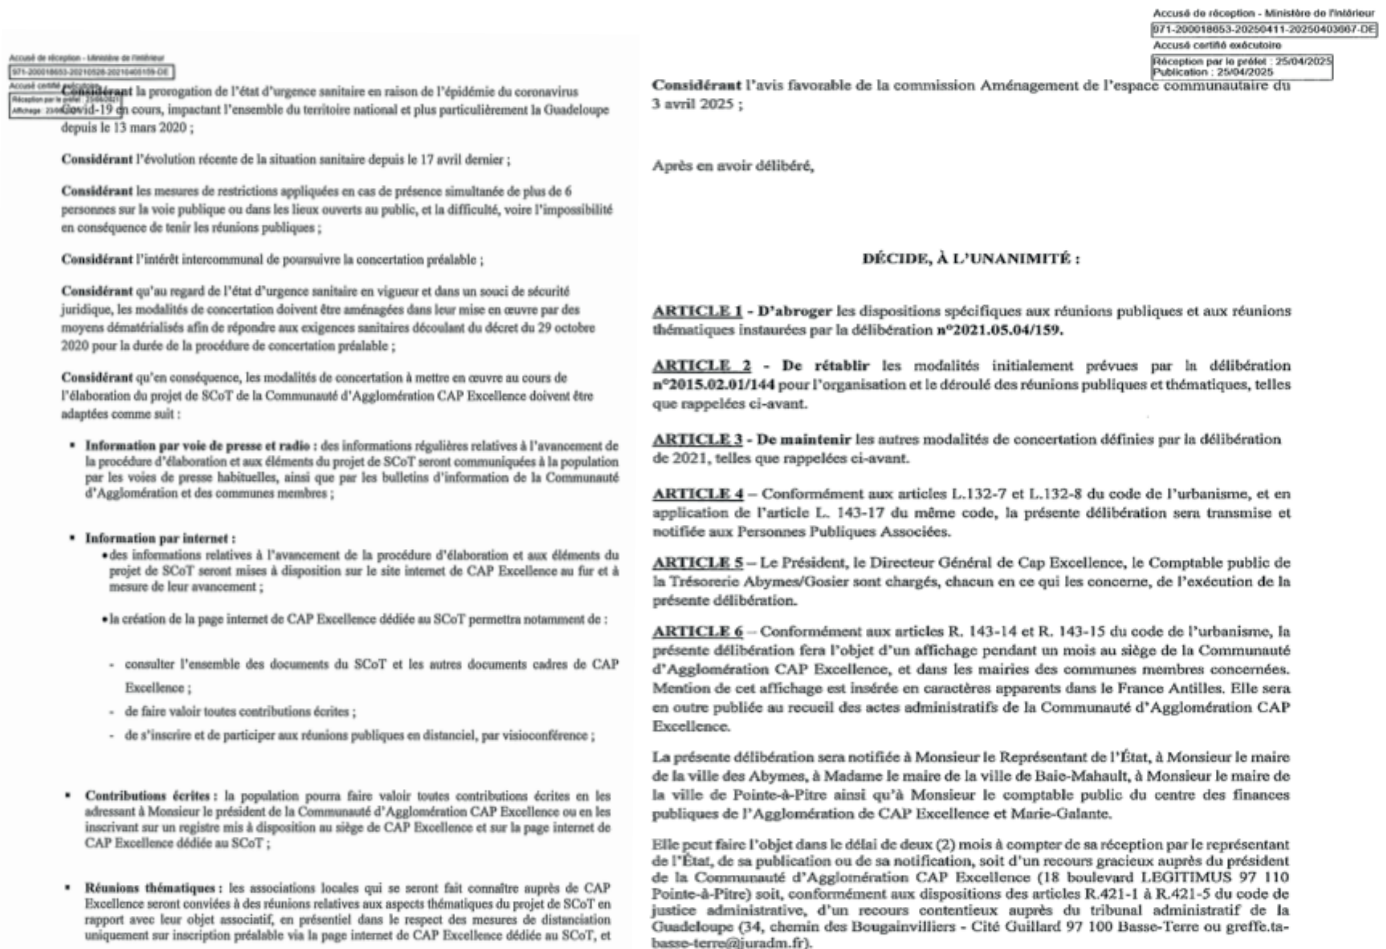 Accusé de réception - Ministère de l'Intérieur
971-200018653-20210528-20210405159-DE
Accusé certifié exécutoire
Réception par le préfet :
Affichage :
Considérant la prorogation de l'état d'urgence sanitaire en raison de l'épidémie du coronavirus
Covid-19 en cours, impactant l'ensemble du territoire national et plus particulièrement la Guadeloupe
depuis le 13 mars 2020 ;
Considérant l'évolution récente de la situation sanitaire depuis le 17 avril dernier ;
Considérant les mesures de restrictions appliquées en cas de présence simultanée de plus de 6
personnes sur la voie publique ou dans les lieux ouverts au public, et la difficulté, voire l'impossibilité
en conséquence de tenir les réunions publiques ;
Considérant l'intérêt intercommunal de poursuivre la concertation préalable ;
Considérant qu'au regard de l'état d'urgence sanitaire en vigueur et dans un souci de sécurité
juridique, les modalités de concertation doivent être aménagées dans leur mise en œuvre par des
moyens dématérialisés afin de répondre aux exigences sanitaires découlant du décret du 29 octobre
2020 pour la durée de la procédure de concertation préalable ;
Considérant qu'en conséquence, les modalités de concertation à mettre en œuvre au cours de
l'élaboration du projet de SCoT de la Communauté d'Agglomération CAP Excellence doivent être
adaptées comme suit :
▪ Information par voie de presse et radio : des informations régulières relatives à l'avancement de
la procédure d'élaboration et aux éléments du projet de SCoT seront communiquées à la population
par les voies de presse habituelles, ainsi que par les bulletins d'information de la Communauté
d'Agglomération et des communes membres ;
▪ Information par internet :
•des informations relatives à l'avancement de la procédure d'élaboration et aux éléments du
projet de SCoT seront mises à disposition sur le site internet de CAP Excellence au fur et à
mesure de leur avancement ;
•la création de la page internet de CAP Excellence dédiée au SCoT permettra notamment de :
- consulter l'ensemble des documents du SCoT et les autres documents cadres de CAP
Excellence ;
- de faire valoir toutes contributions écrites ;
- de s'inscrire et de participer aux réunions publiques en distanciel, par visioconférence ;
▪ Contributions écrites : la population pourra faire valoir toutes contributions écrites en les
adressant à Monsieur le président de la Communauté d'Agglomération CAP Excellence ou en les
inscrivant sur un registre mis à disposition au siège de CAP Excellence et sur la page internet de
CAP Excellence dédiée au SCoT ;
▪ Réunions thématiques : les associations locales qui se seront fait connaître auprès de CAP
Excellence seront conviées à des réunions relatives aux aspects thématiques du projet de SCoT en
rapport avec leur objet associatif, en présentiel dans le respect des mesures de distanciation
uniquement sur inscription préalable via la page internet de CAP Excellence dédiée au SCoT, et
Accusé de réception - Ministère de l'Intérieur
971-200018653-20250411-20250403667-DE
Accusé certifié exécutoire
Réception par le préfet : 25/04/2025
Publication : 25/04/2025
Considérant l'avis favorable de la commission Aménagement de l'espace communautaire du
3 avril 2025 ;
Après en avoir délibéré,
DÉCIDE, À L'UNANIMITÉ :
ARTICLE 1 - D'abroger les dispositions spécifiques aux réunions publiques et aux réunions
thématiques instaurées par la délibération n°2021.05.04/159.
ARTICLE 2 - De rétablir les modalités initialement prévues par la délibération
n°2015.02.01/144 pour l'organisation et le déroulé des réunions publiques et thématiques, telles
que rappelées ci-avant.
ARTICLE 3 - De maintenir les autres modalités de concertation définies par la délibération
de 2021, telles que rappelées ci-avant.
ARTICLE 4 – Conformément aux articles L.132-7 et L.132-8 du code de l'urbanisme, et en
application de l'article L. 143-17 du même code, la présente délibération sera transmise et
notifiée aux Personnes Publiques Associées.
ARTICLE 5 – Le Président, le Directeur Général de Cap Excellence, le Comptable public de
la Trésorerie Abymes/Gosier sont chargés, chacun en ce qui les concerne, de l'exécution de la
présente délibération.
ARTICLE 6 – Conformément aux articles R. 143-14 et R. 143-15 du code de l'urbanisme, la
présente délibération fera l'objet d'un affichage pendant un mois au siège de la Communauté
d'Agglomération CAP Excellence, et dans les mairies des communes membres concernées.
Mention de cet affichage est insérée en caractères apparents dans le France Antilles. Elle sera
en outre publiée au recueil des actes administratifs de la Communauté d'Agglomération CAP
Excellence.
La présente délibération sera notifiée à Monsieur le Représentant de l'État, à Monsieur le maire
de la ville des Abymes, à Madame le maire de la ville de Baie-Mahault, à Monsieur le maire de
la ville de Pointe-à-Pitre ainsi qu'à Monsieur le comptable public du centre des finances
publiques de l'Agglomération de CAP Excellence et Marie-Galante.
Elle peut faire l'objet dans le délai de deux (2) mois à compter de sa réception par le représentant
de l'État, de sa publication ou de sa notification, soit d'un recours gracieux auprès du président
de la Communauté d'Agglomération CAP Excellence (18 boulevard LEGITIMUS 97 110
Pointe-à-Pitre) soit, conformément aux dispositions des articles R.421-1 à R.421-5 du code de
justice administrative, d'un recours contentieux auprès du tribunal administratif de la
Guadeloupe (34, chemin des Bougainvilliers - Cité Guillard 97 100 Basse-Terre ou greffe.ta-
basse-terre@juradm.fr).